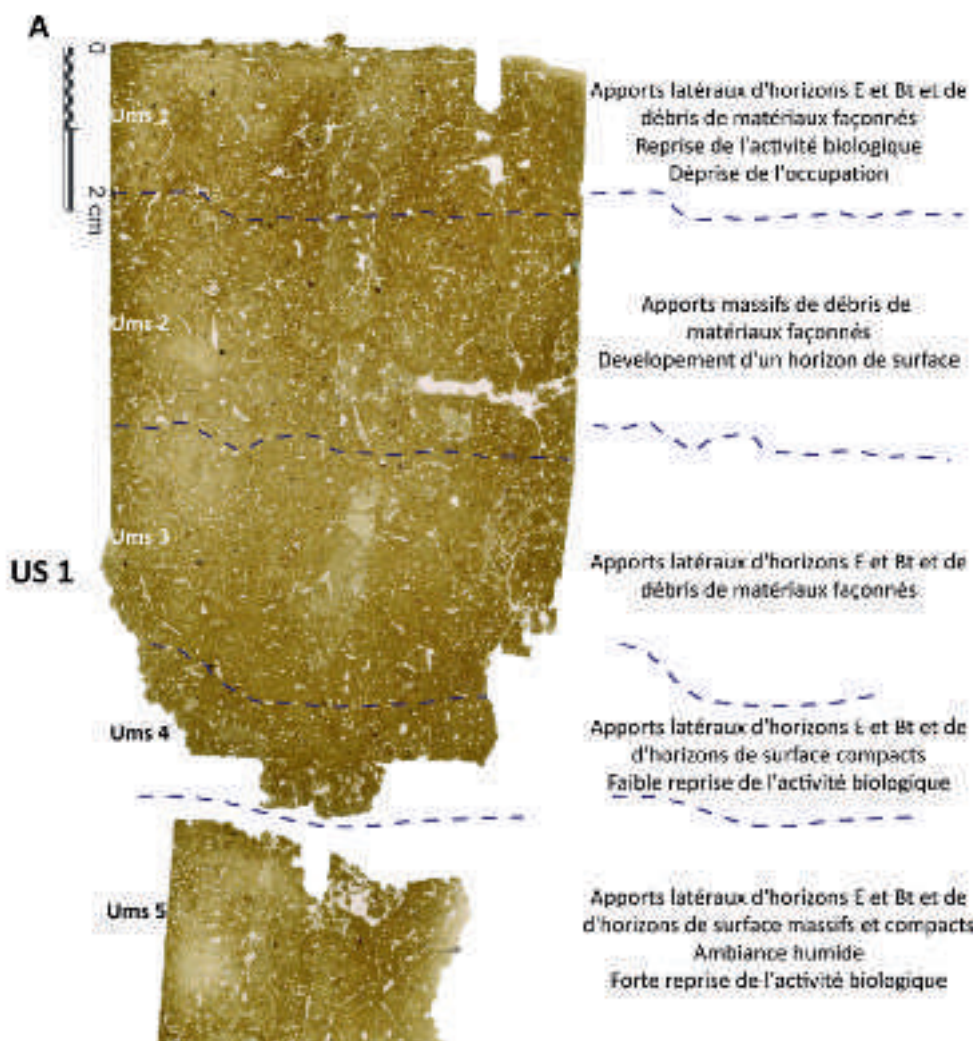 A
0
2 cm
Ums 1
Apports latéraux d'horizons E et Bt et de
débris de matériaux façonnés
Reprise de l'activité biologique
Déprise de l'occupation
Ums 2
Apports massifs de débris de
matériaux façonnés
Developement d'un horizon de surface
Ums 3
US 1
Apports latéraux d'horizons E et Bt et de
débris de matériaux façonnés
Ums 4
Apports latéraux d'horizons E et Bt et de
d'horizons de surface compacts
Faible reprise de l'activité biologique
Ums 5
Apports latéraux d'horizons E et Bt et de
d'horizons de surface massifs et compacts
Ambiance humide
Forte reprise de l'activité biologique